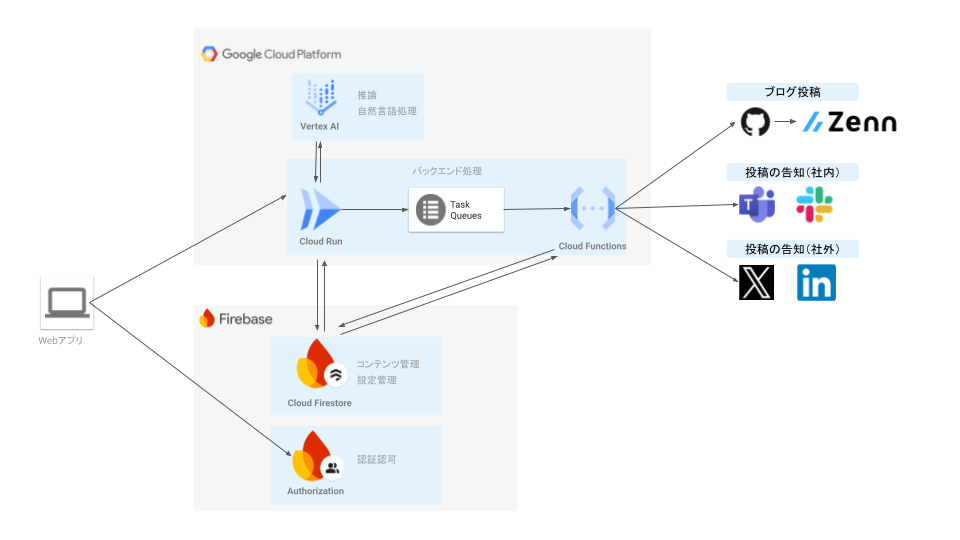 Google Cloud Platform
推論
自然言語処理
Vertex AI
バックエンド処理
Task
Queues
Cloud Run
Cloud Functions
ブログ投稿
Zenn
投稿の告知(社内)
投稿の告知(社外)
Webアプリ
Firebase
コンテンツ管理
設定管理
Cloud Firestore
認証認可
Authorization